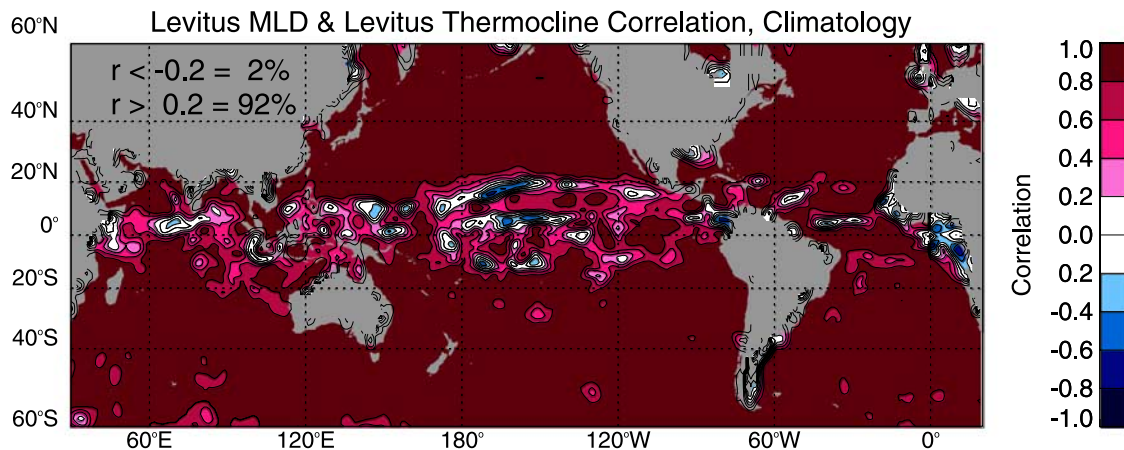 Levitus MLD & Levitus Thermocline Correlation, Climatology
60°N
40°N
20°N
0°
20°S
40°S
60°S
r < -0.2 = 2%
r > 0.2 = 92%
60°E
120°E
180°
120°W
60°W
0°
Correlation
1.0
0.8
0.6
0.4
0.2
0.0
0.2
-0.4
-0.6
-0.8
-1.0